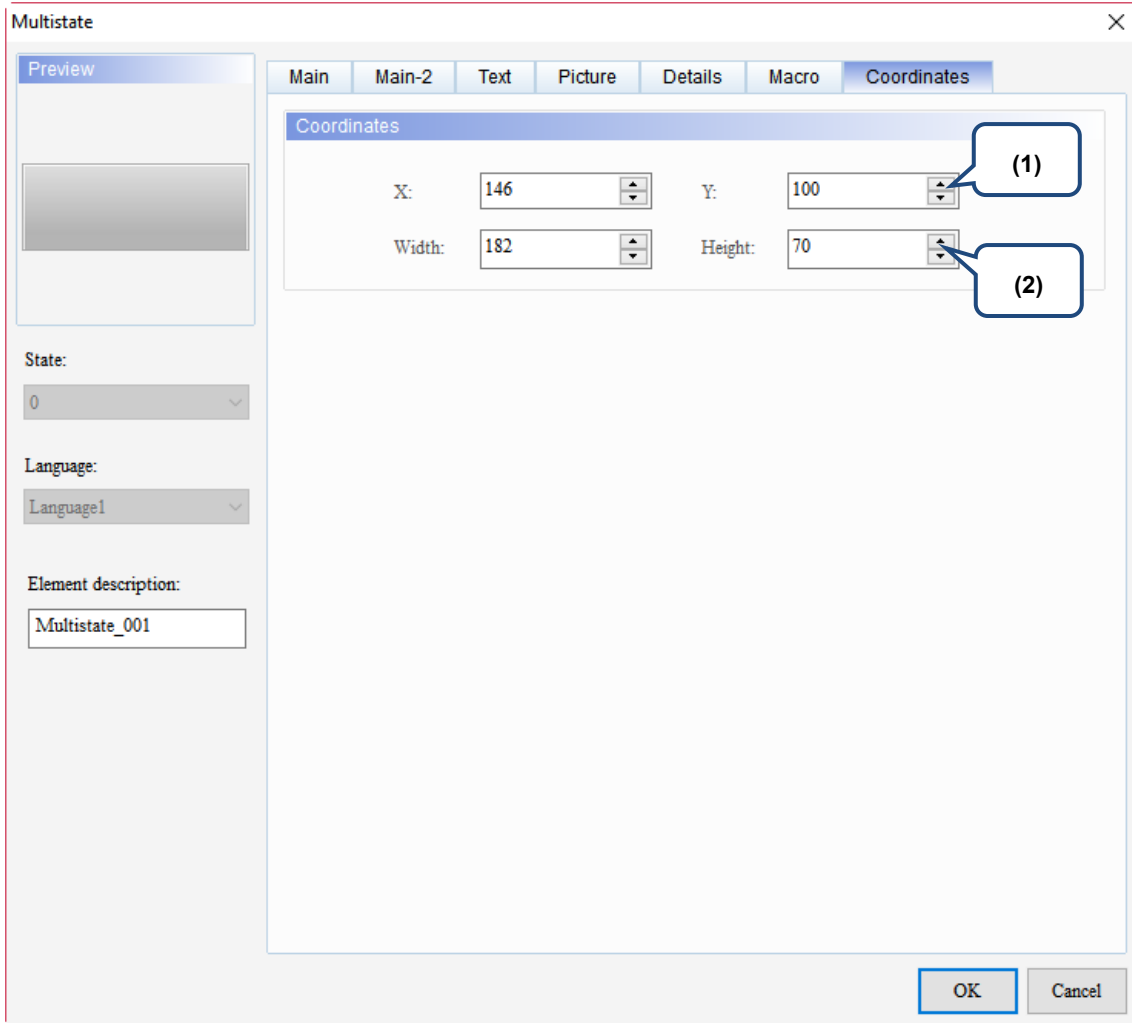 Multistate
Preview
Main Main-2 Text Picture Details Macro Coordinates
Coordinates
(1)
X: 146 Y: 100
Width: 182 Height: 70
(2)
State:
0
Language:
Language1
Element description:
Multistate_001
OK Cancel